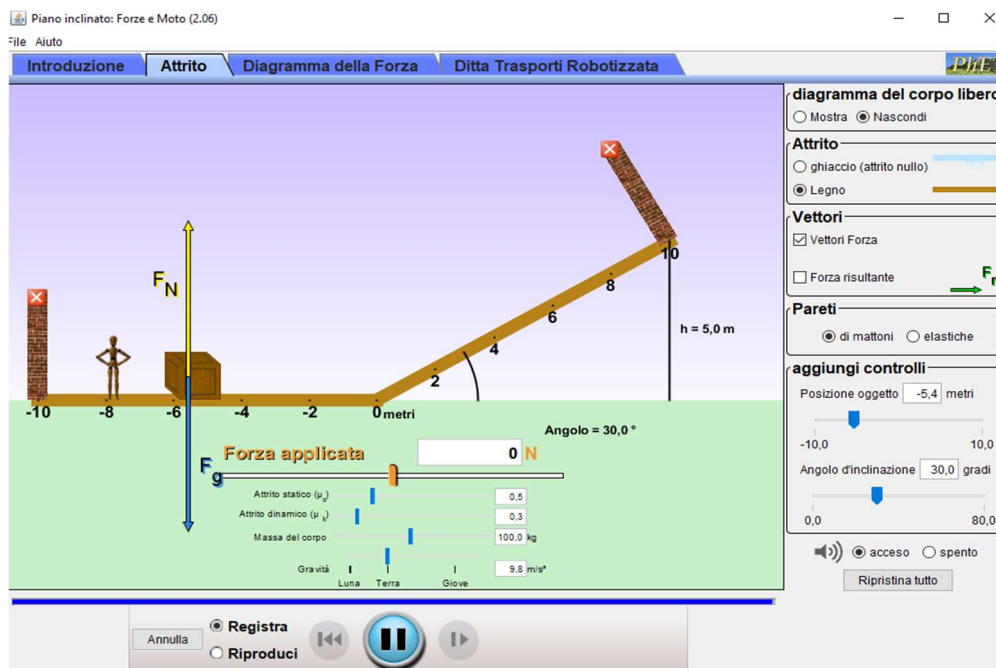 Piano inclinato: Forze e Moto (2.06)
File Aiuto
Introduzione Attrito Diagramma della Forza Ditta Trasporti Robotizzata
PhE
diagramma del corpo libero
Mostra Nascondi
Attrito
ghiaccio (attrito nullo)
Legno
Vettori
Vettori Forza
Forza risultante
Pareti
di mattoni elastiche
aggiungi controlli
Posizione oggetto -5,4 metri
-10,0 10,0
Angolo d'inclinazione 30,0 gradi
0,0 80,0
acceso spento
Ripristina tutto
FN
10
8
6
4
2
h = 5,0 m
-10 -8 -6 -4 -2 0 metri
Angolo = 30,0 °
Fg
Forza applicata 0 N
Attrito statico (μs) 0,5
Attrito dinamico (μk) 0,3
Massa del corpo 100,0 kg
Gravità 9,8 m/s²
Luna Terra Giove
Annulla
Registra
Riproduci